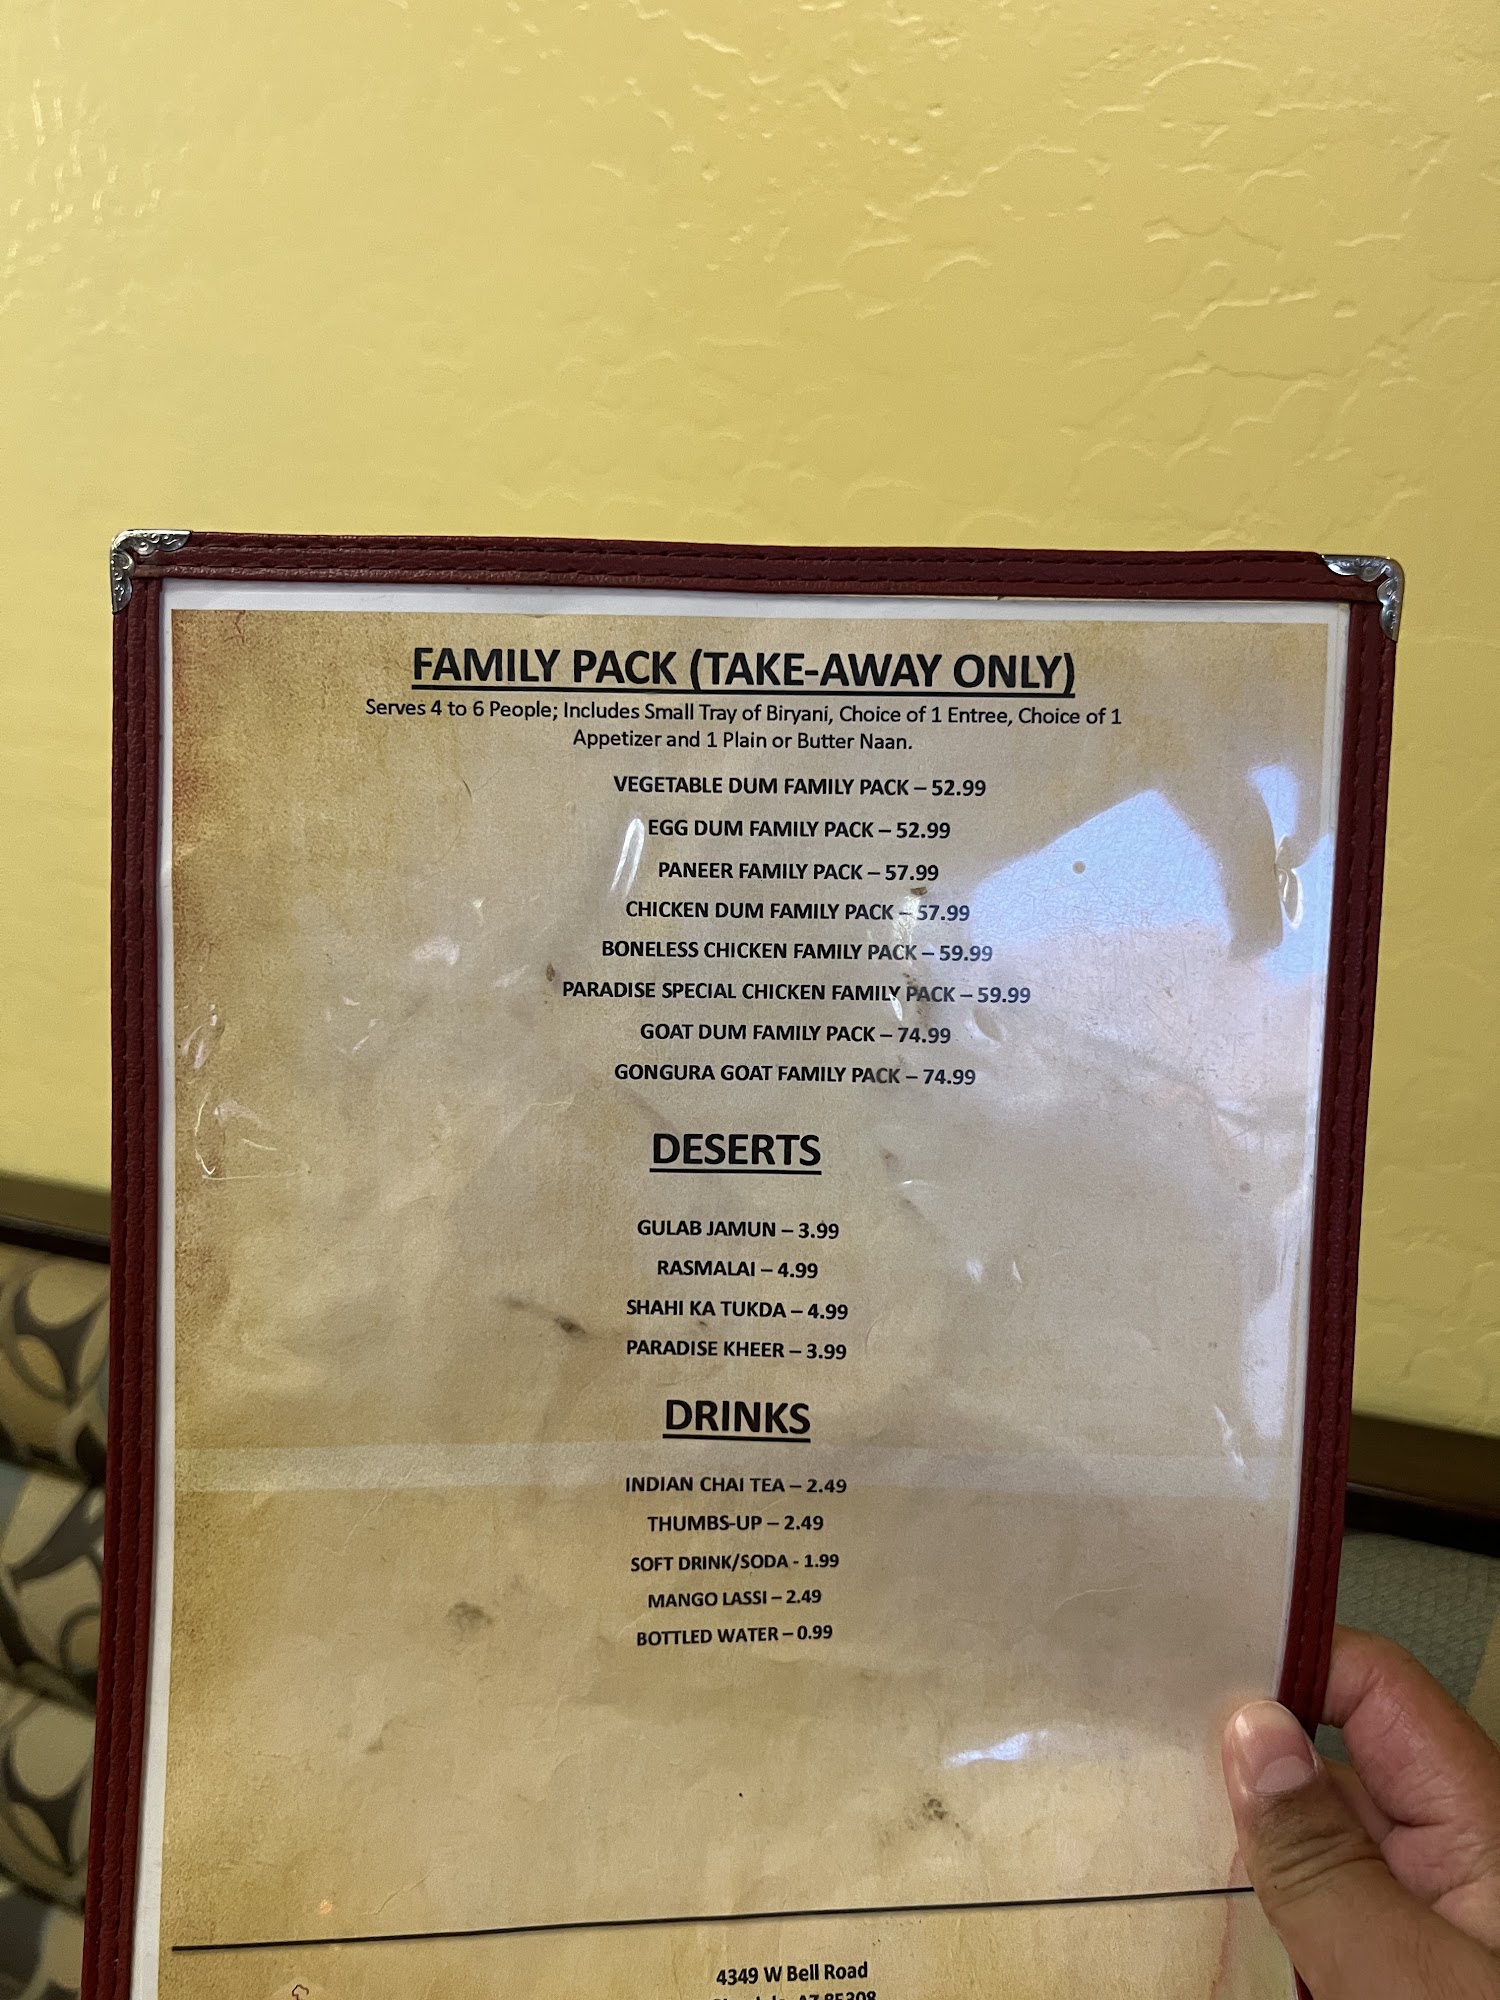 FAMILY PACK (TAKE-AWAY ONLY)
Serves 4 to 6 People; Includes Small Tray of Biryani, Choice of 1 Entree, Choice of 1
Appetizer and 1 Plain or Butter Naan.
VEGETABLE DUM FAMILY PACK – 52.99
EGG DUM FAMILY PACK – 52.99
PANEER FAMILY PACK – 57.99
CHICKEN DUM FAMILY PACK – 57.99
BONELESS CHICKEN FAMILY PACK – 59.99
PARADISE SPECIAL CHICKEN FAMILY PACK – 59.99
GOAT DUM FAMILY PACK – 74.99
GONGURA GOAT FAMILY PACK – 74.99
DESERTS
GULAB JAMUN – 3.99
RASMALAI – 4.99
SHAHI KA TUKDA – 4.99
PARADISE KHEER – 3.99
DRINKS
INDIAN CHAI TEA – 2.49
THUMBS-UP – 2.49
SOFT DRINK/SODA - 1.99
MANGO LASSI – 2.49
BOTTLED WATER – 0.99
4349 W Bell Road
AZ 85308